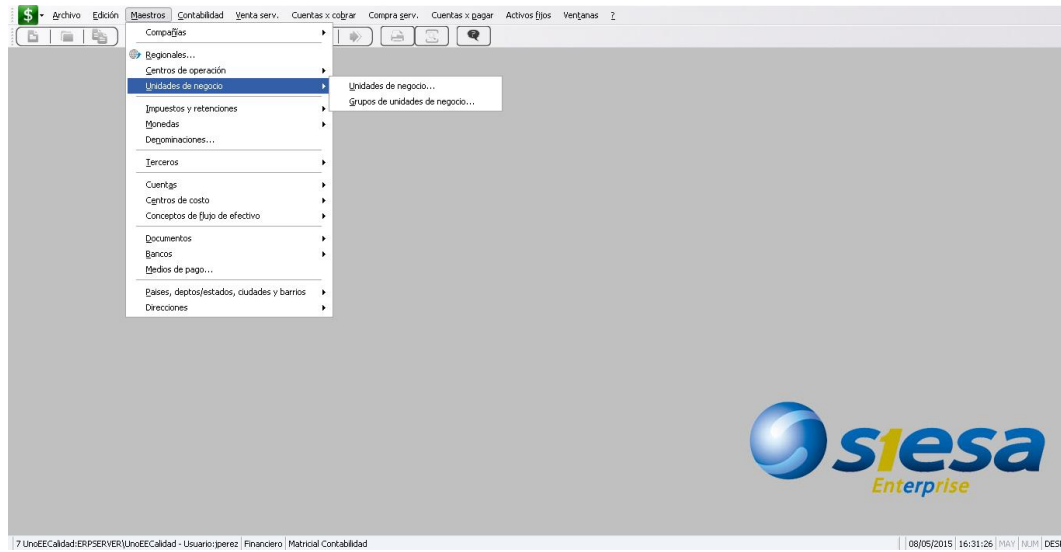 $ Archivo Edición Maestros Contabilidad Venta serv. Cuentas x cobrar Compra serv. Cuentas x pagar Activos fijos Ventanas ?
Compañías
Regionales...
Centros de operación
Unidades de negocio
Unidades de negocio...
Grupos de unidades de negocio...
Impuestos y retenciones
Monedas
Denominaciones...
Terceros
Cuentas
Centros de costo
Conceptos de flujo de efectivo
Documentos
Bancos
Medios de pago...
Paises, deptos/estados, ciudades y barrios
Direcciones
s1esa
Enterprise
7 UnoEECalidad:ERPSERVER\UnoEECalidad - Usuario:jperez Financiero Matricial Contabilidad 08/05/2015 16:31:26 MAY NUM DES